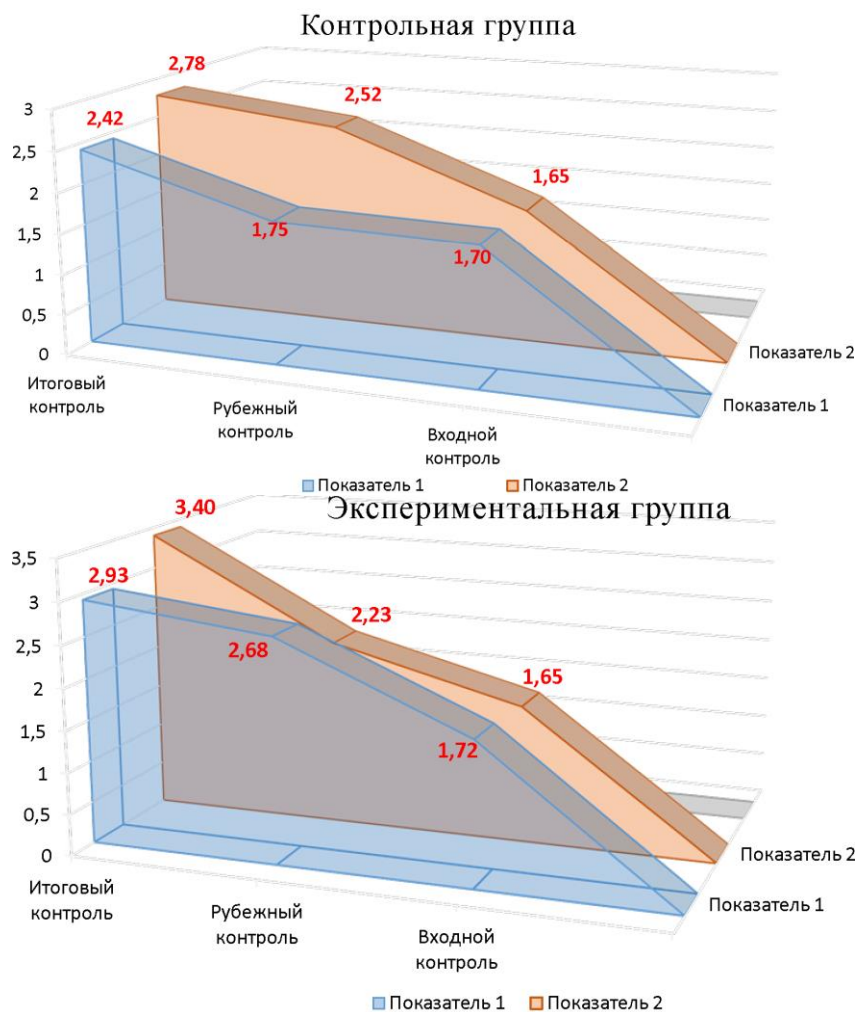 Контрольная группа
2,78
2,52
2,42
1,65
1,75
1,70
3
2,5
2
1,5
1
0,5
0
Итоговый
контроль
Рубежный
контроль
Входной
контроль
Показатель 2
Показатель 1
Показатель 1 Показатель 2
Экспериментальная группа
3,40
2,93
2,23
2,68
1,65
1,72
3,5
3
2,5
2
1,5
1
0,5
0
Итоговый
контроль
Рубежный
контроль
Входной
контроль
Показатель 2
Показатель 1
Показатель 1 Показатель 2